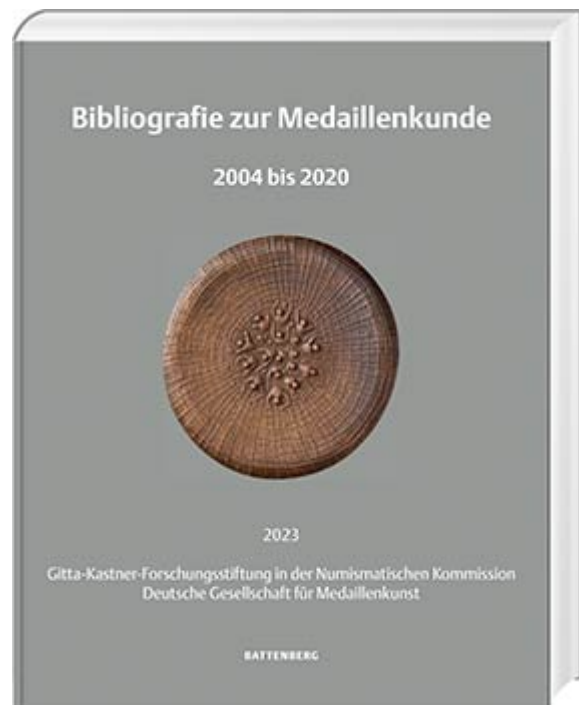 Bibliografie zur Medaillenkunde
2004 bis 2020
2023
Gitta-Kastner-Forschungsstiftung in der Numismatischen Kommission
Deutsche Gesellschaft für Medaillenkunst
BATTENBERG